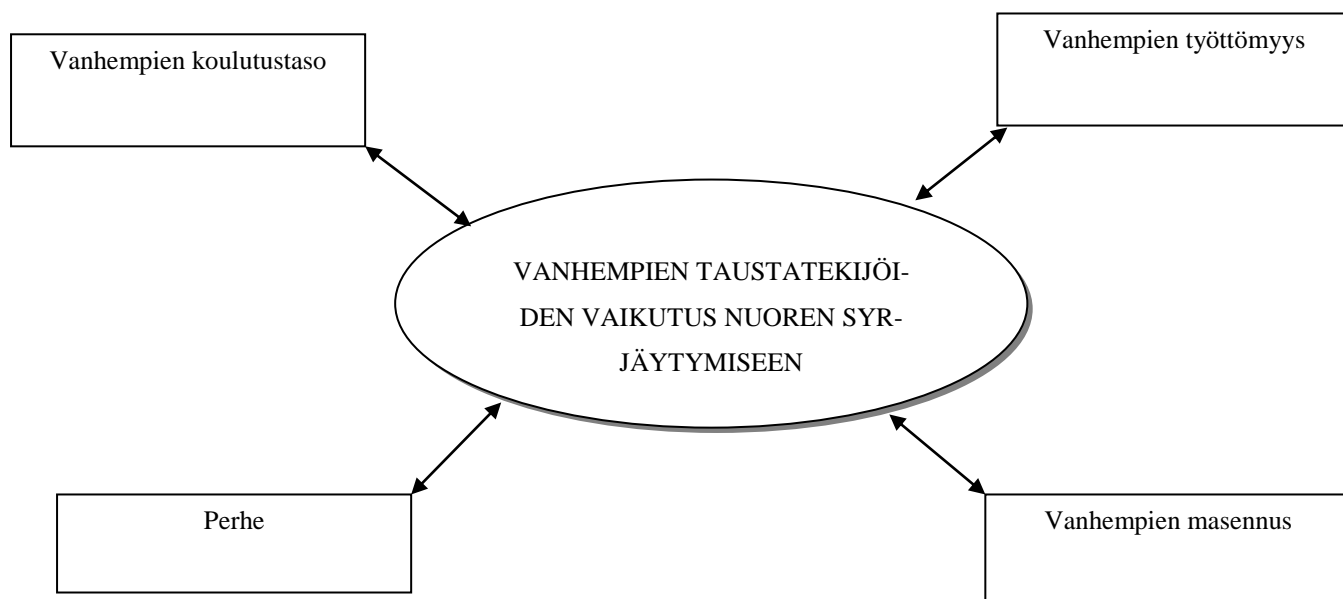 Vanhempien koulutustaso
Vanhempien työttömyys
VANHEMPIEN TAUSTATEKIJÖI-
DEN VAIKUTUS NUOREN SYR-
JÄYTYMISEEN
Perhe
Vanhempien masennus